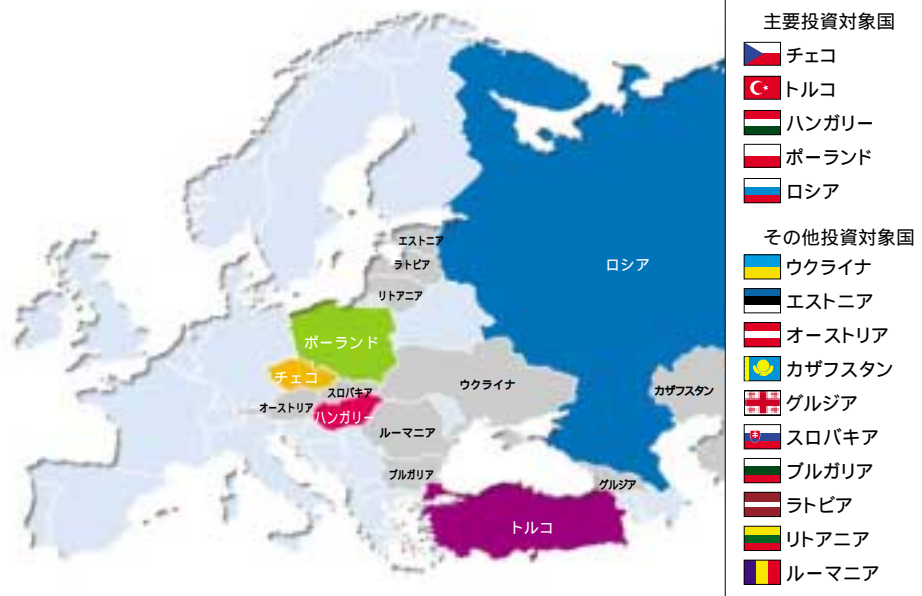 エストニア
ラトビア
リトアニア
ロシア
ポーランド
チェコ
スロバキア
ウクライナ
カザフスタン
オーストリア
ハンガリー
ルーマニア
ブルガリア
グルジア
トルコ
主要投資対象国
チェコ
トルコ
ハンガリー
ポーランド
ロシア
その他投資対象国
ウクライナ
エストニア
オーストリア
カザフスタン
グルジア
スロバキア
ブルガリア
ラトビア
リトアニア
ルーマニア